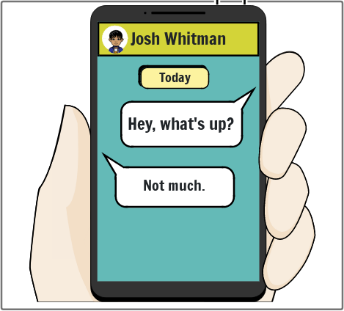 Josh Whitman
Today
Hey, what's up?
Not much.